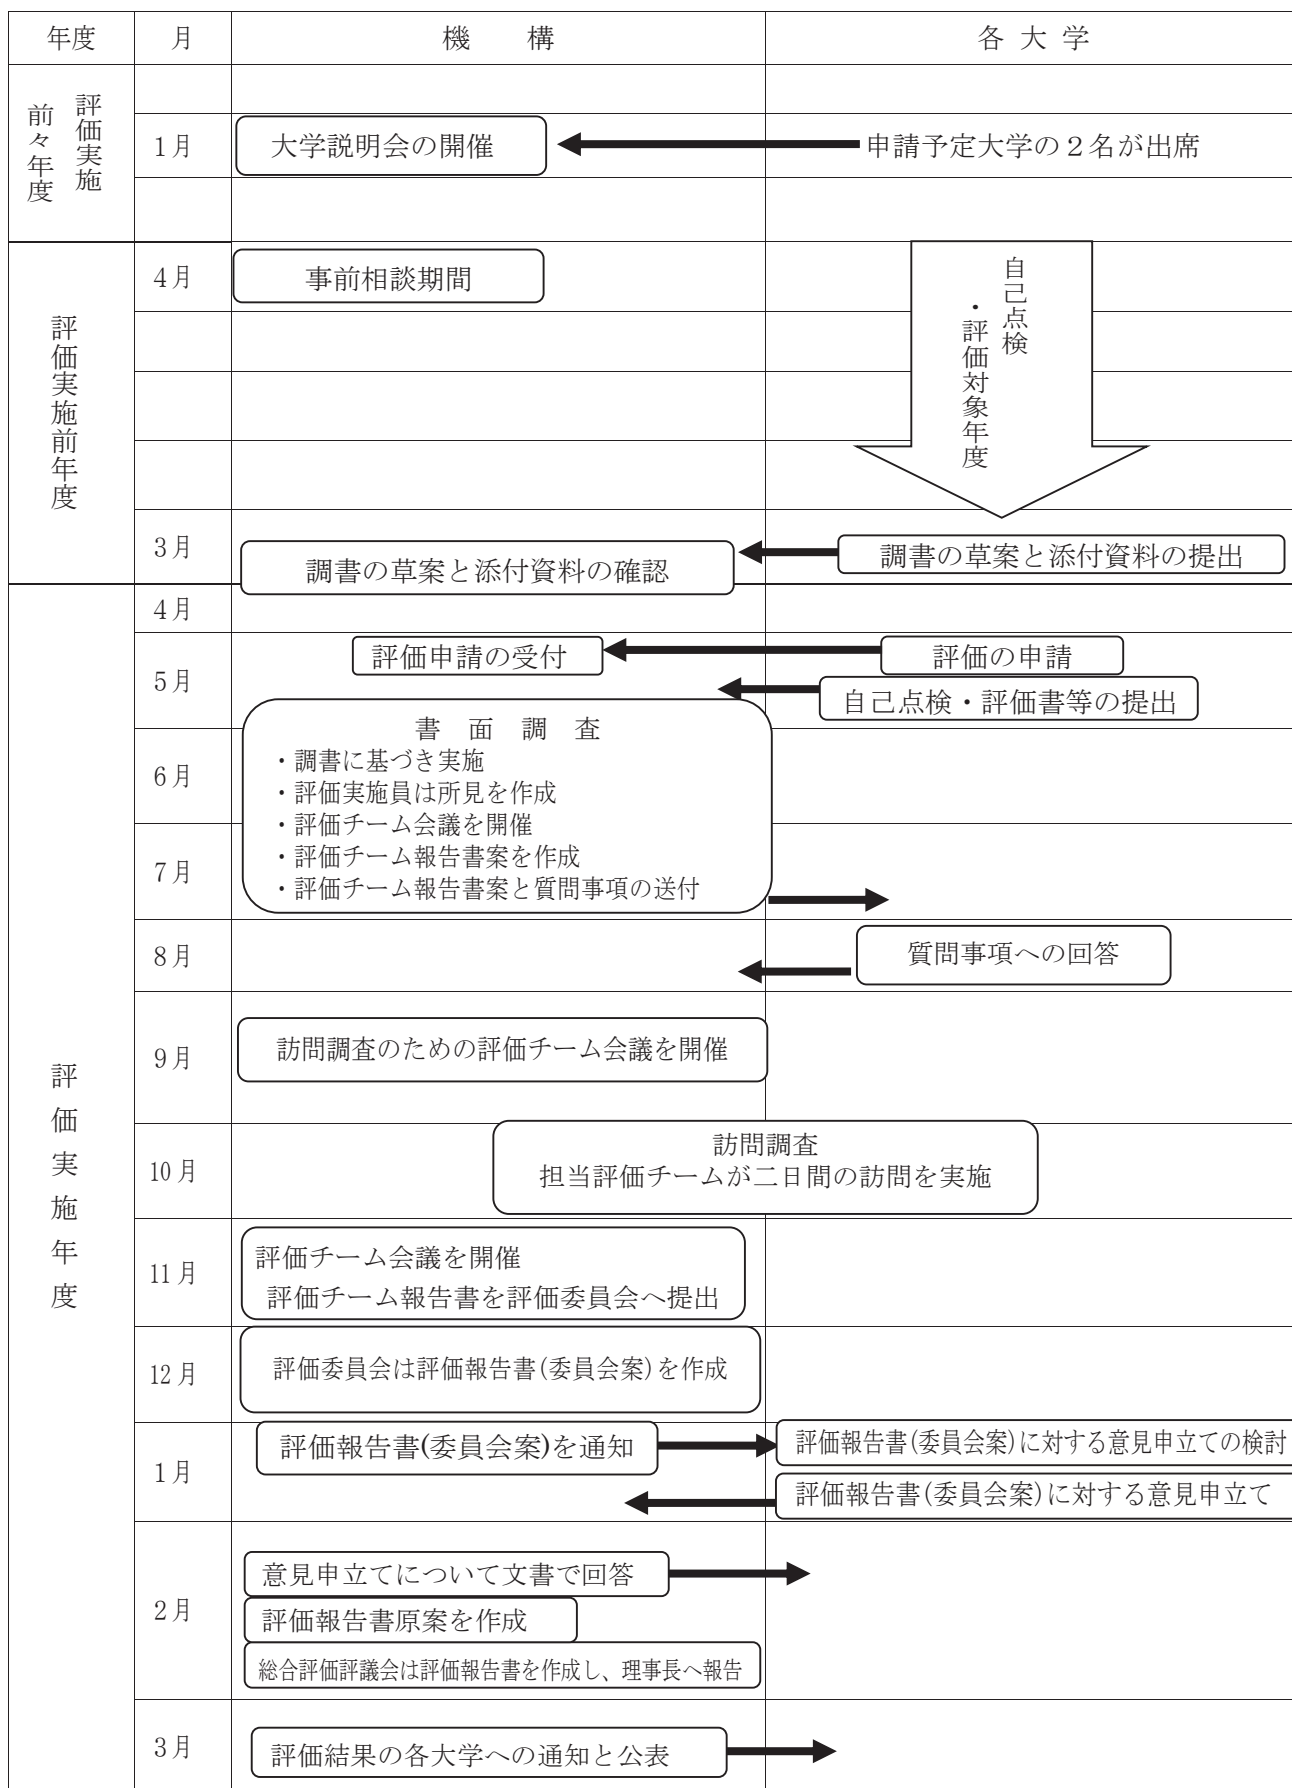 年度 月 機 構 各 大 学
評価実施
前々年度
1月 大学説明会の開催 申請予定大学の2名が出席
評価実施前年度
4月 事前相談期間
自己点検
・評価対象年度
3月 調書の草案と添付資料の提出
調書の草案と添付資料の確認
評価実施年度
4月
5月 評価申請の受付 評価の申請
自己点検・評価書等の提出
書 面 調 査
・調書に基づき実施
6月
・評価実施員は所見を作成
・評価チーム会議を開催
・評価チーム報告書案を作成
7月
・評価チーム報告書案と質問事項の送付
8月 質問事項への回答
9月 訪問調査のための評価チーム会議を開催
10月 訪問調査
担当評価チームが二日間の訪問を実施
11月 評価チーム会議を開催
評価チーム報告書を評価委員会へ提出
12月 評価委員会は評価報告書(委員会案)を作成
1月 評価報告書(委員会案)を通知 評価報告書(委員会案)に対する意見申立ての検討
評価報告書(委員会案)に対する意見申立て
2月 意見申立てについて文書で回答
評価報告書原案を作成
総合評価評議会は評価報告書を作成し、理事長へ報告
3月 評価結果の各大学への通知と公表